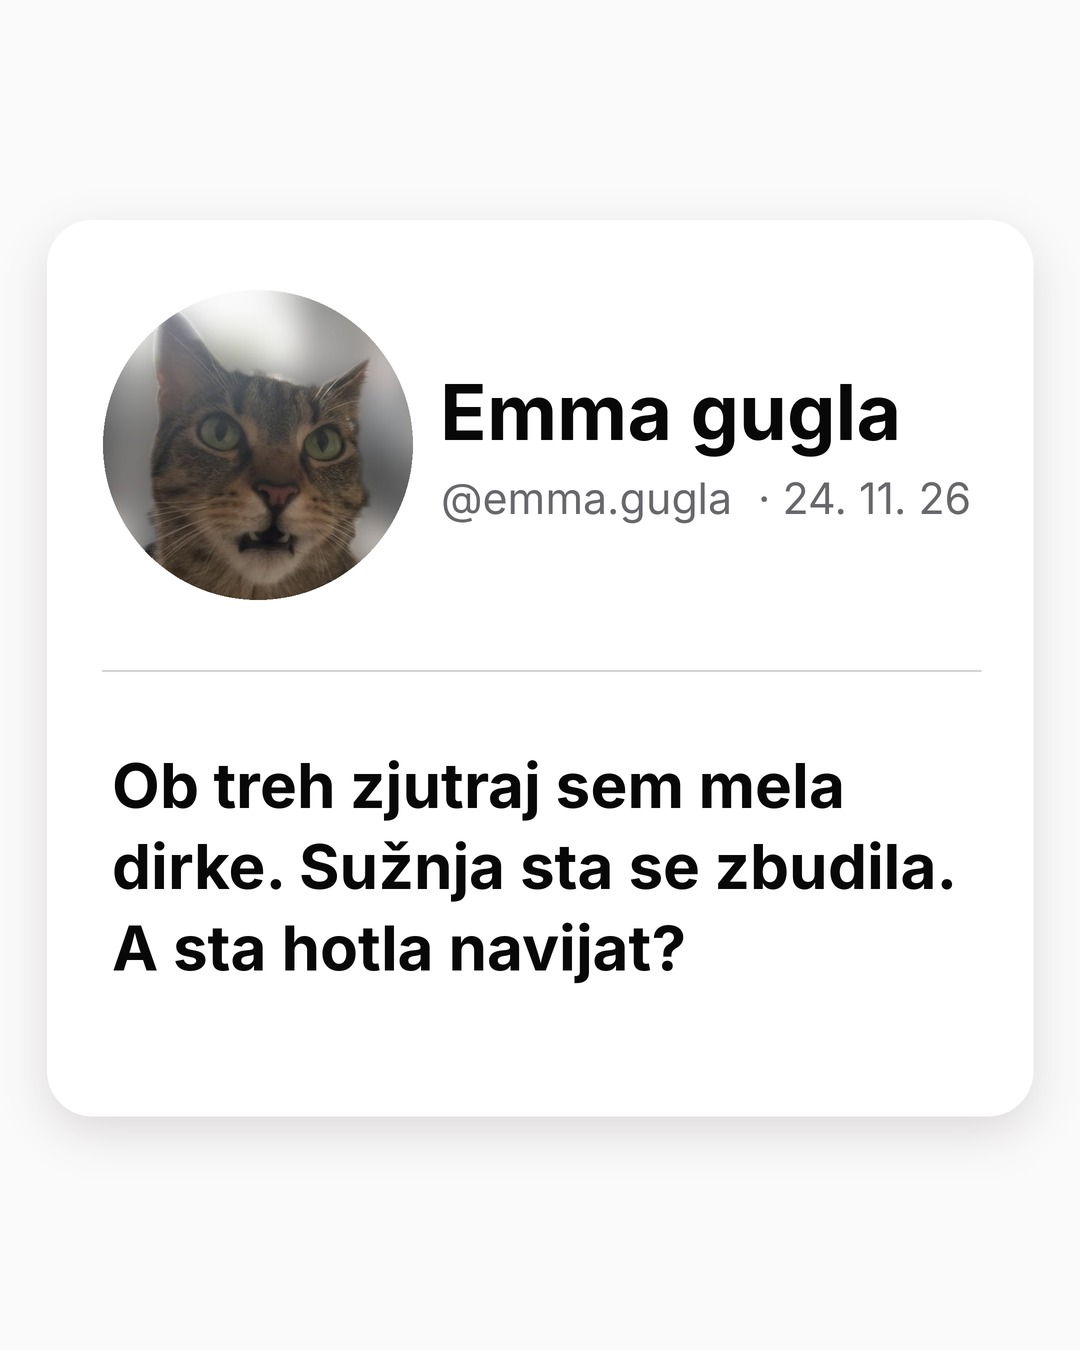 Emma gugla
@emma.gugla · 24. 11. 26
Ob treh zjutraj sem mela
dirke. Sužnja sta se zbudila.
A sta hotla navijat?